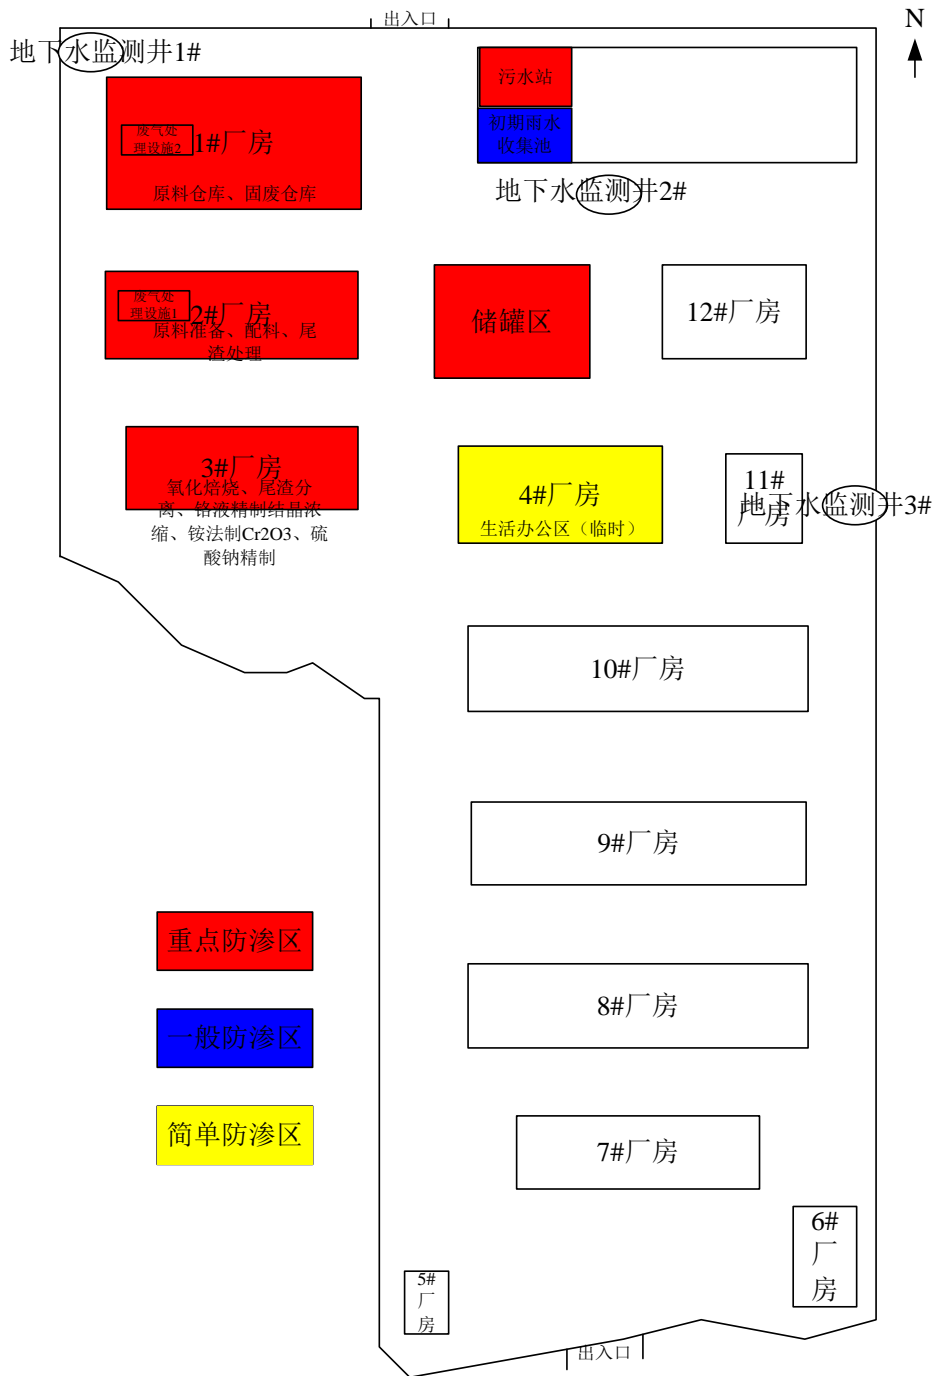 出入口
N
地下水监测井1#
污水站
初期雨水
收集池
废气处
理设施2
1#厂房
原料仓库、固废仓库
地下水监测井2#
废气处
理设施1
2#厂房
原料准备、配料、尾
渣处理
储罐区
12#厂房
3#厂房
氧化焙烧、尾渣分
离、铬液精制结晶浓
缩、铵法制Cr2O3、硫
酸钠精制
4#厂房
生活办公区（临时）
11#
厂房
地下水监测井3#
10#厂房
9#厂房
重点防渗区
8#厂房
一般防渗区
简单防渗区
7#厂房
6#
厂
房
5#
厂
房
出入口